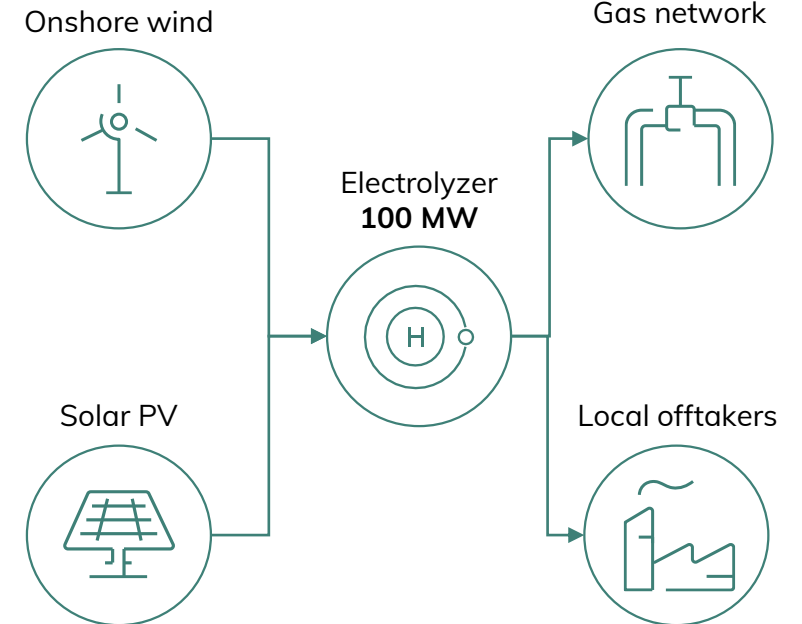 Onshore wind
Gas network
Electrolyzer
100 MW
H
Solar PV
Local offtakers